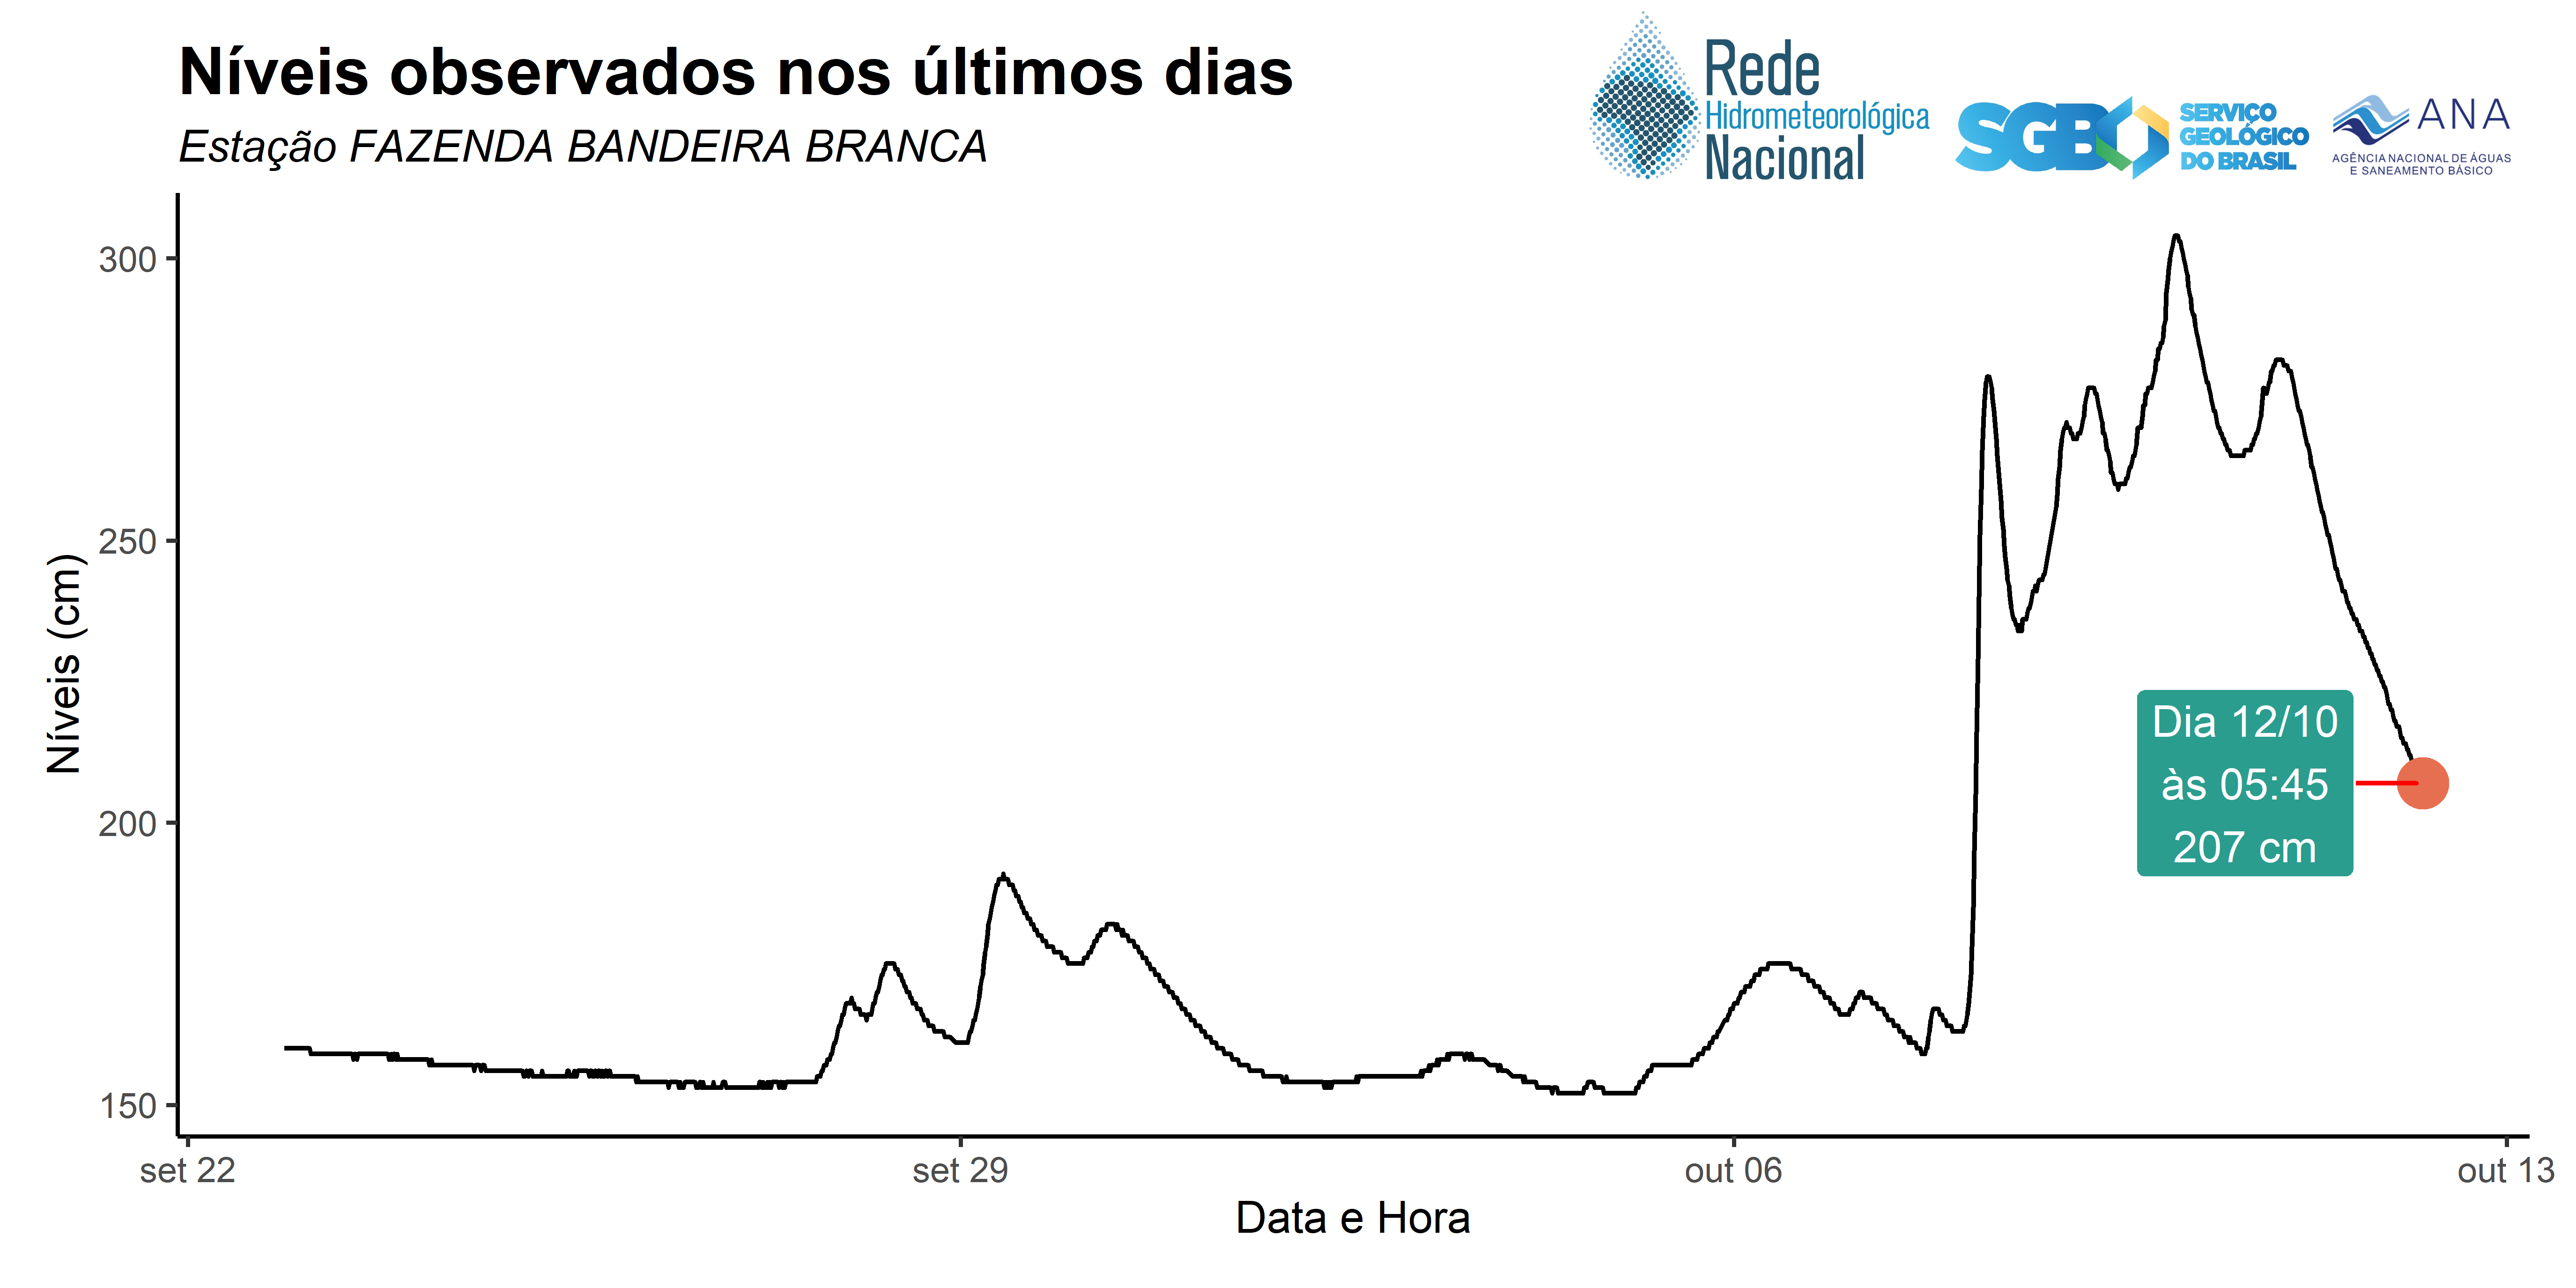 Níveis observados nos últimos dias
Estação FAZENDA BANDEIRA BRANCA
Rede
Hidrometeorológica
Nacional
SGB
SERVIÇO
GEOLÓGICO
DO BRASIL
ANA
AGÊNCIA NACIONAL DE ÁGUAS
E SANEAMENTO BÁSICO
Níveis (cm)
300
250
200
150
Dia 12/10
às 05:45
207 cm
set 22
set 29
out 06
out 13
Data e Hora